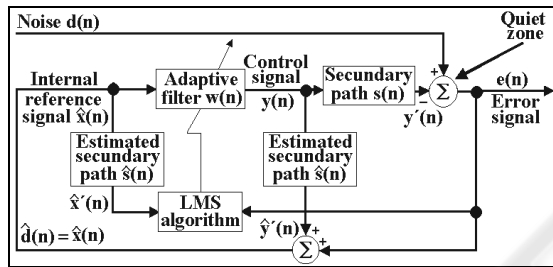 Noise d(n)
Quiet
zone
Internal
reference
signal x̂(n)
Adaptive
filter w(n)
Control
signal
y(n)
Secundary
path s(n)
+
−
Σ
y´(n)
e(n)
Error
signal
Estimated
secundary
path ŝ(n)
Estimated
secundary
path ŝ(n)
x̂´(n)
LMS
algorithm
d̂(n)=x̂(n)
ŷ´(n)
+
+
Σ